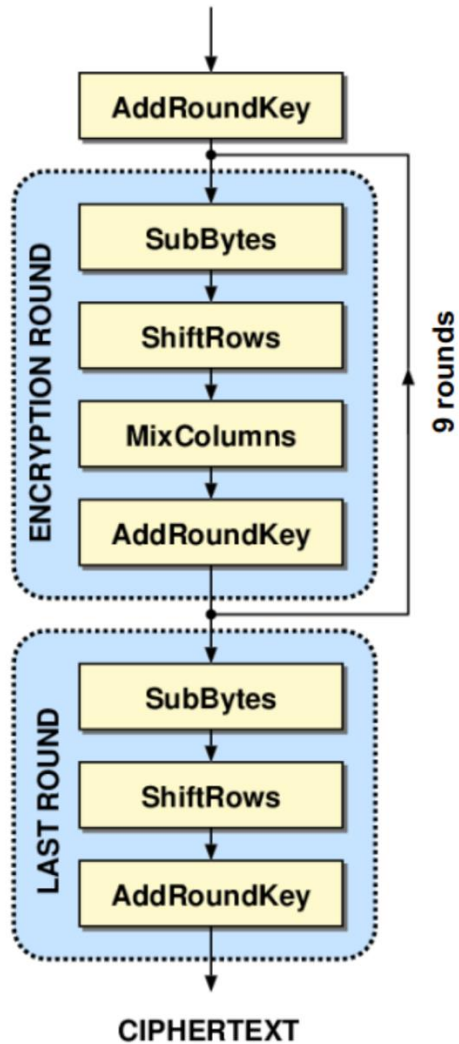 AddRoundKey
ENCRYPTION ROUND
SubBytes
ShiftRows
MixColumns
AddRoundKey
9 rounds
LAST ROUND
SubBytes
ShiftRows
AddRoundKey
CIPHERTEXT